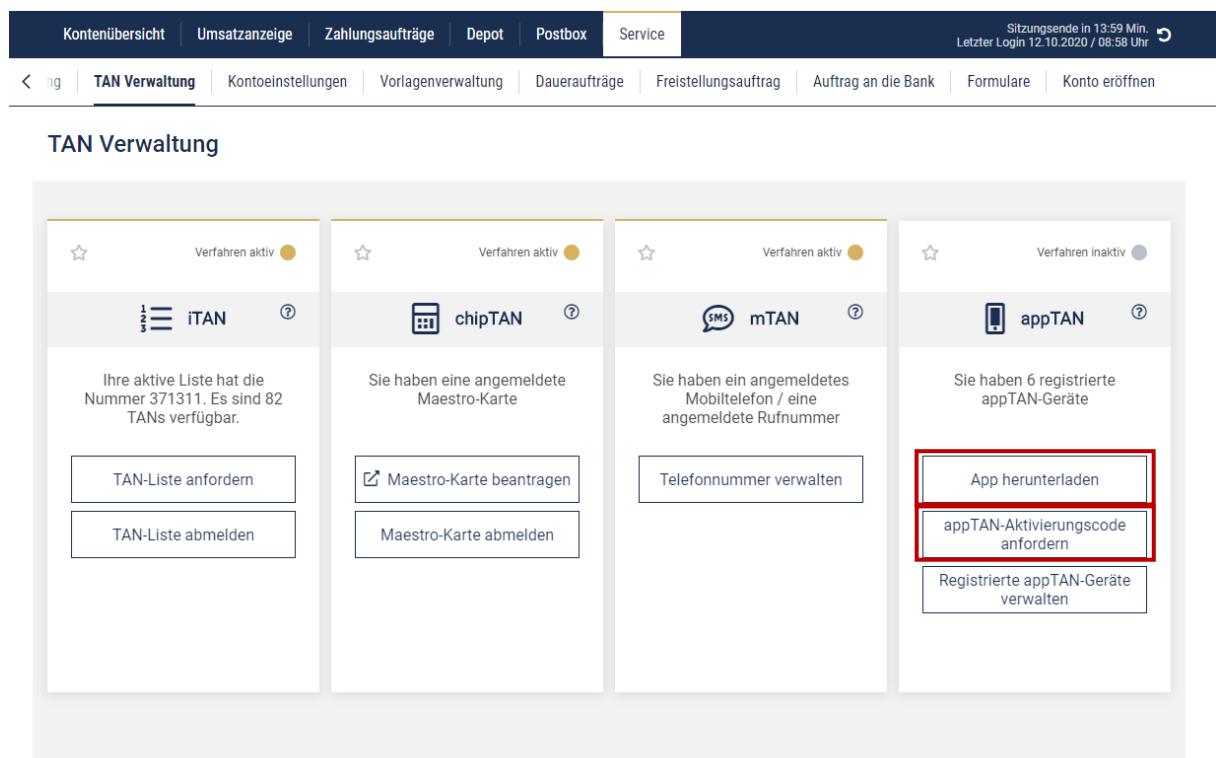 Kontenübersicht Umsatzanzeige Zahlungsaufträge Depot Postbox Service
Sitzungsende in 13:59 Min.
Letzter Login 12.10.2020 / 08:58 Uhr
ng TAN Verwaltung Kontoeinstellungen Vorlagenverwaltung Daueraufträge Freistellungsauftrag Auftrag an die Bank Formulare Konto eröffnen
TAN Verwaltung
Verfahren aktiv
1
2
3
iTAN ?
Ihre aktive Liste hat die
Nummer 371311. Es sind 82
TANs verfügbar.
TAN-Liste anfordern
TAN-Liste abmelden
Verfahren aktiv
chipTAN ?
Sie haben eine angemeldete
Maestro-Karte
Maestro-Karte beantragen
Maestro-Karte abmelden
Verfahren aktiv
SMS mTAN ?
Sie haben ein angemeldetes
Mobiltelefon / eine
angemeldete Rufnummer
Telefonnummer verwalten
Verfahren inaktiv
appTAN ?
Sie haben 6 registrierte
appTAN-Geräte
App herunterladen
appTAN-Aktivierungscode
anfordern
Registrierte appTAN-Geräte
verwalten